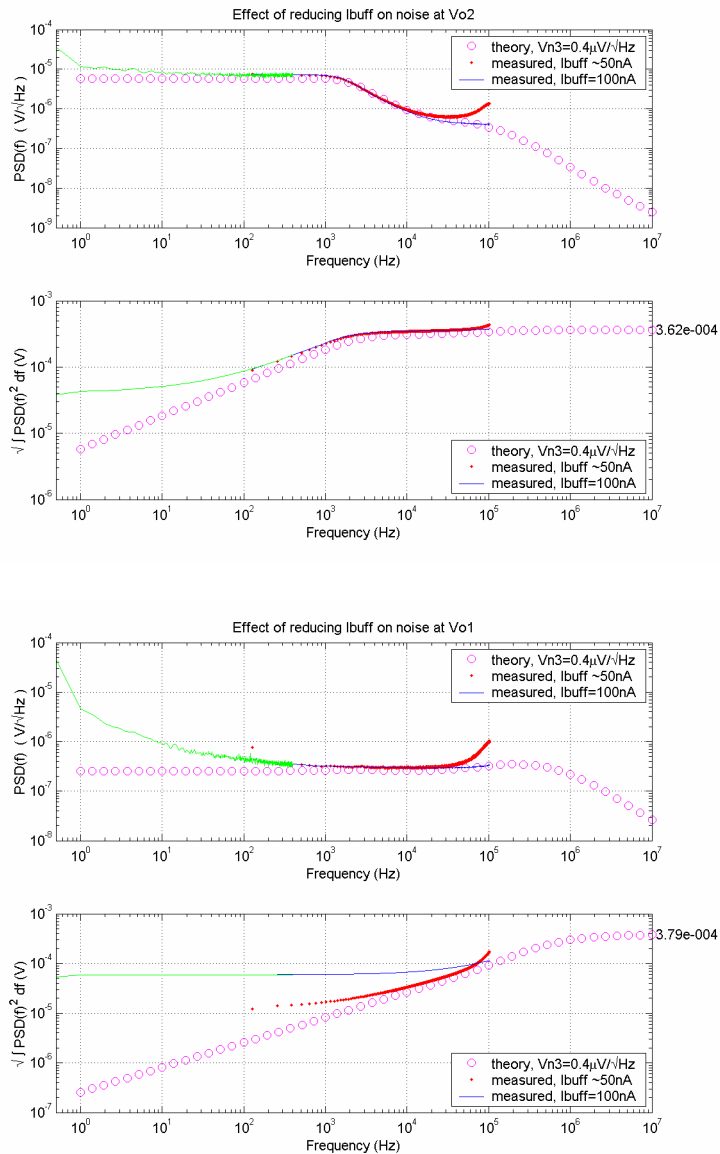 Effect of reducing Ibuff on noise at Vo2
10^-4
10^-5
10^-6
10^-7
10^-8
10^-9
PSD(f) ( V/√Hz)
theory, Vn3=0.4µV/√Hz
measured, Ibuff ~50nA
measured, Ibuff=100nA
10^0 10^1 10^2 10^3 10^4 10^5 10^6 10^7
Frequency (Hz)
10^-3
10^-4
10^-5
10^-6
√ ∫ PSD(f)^2 df (V)
3.62e-004
theory, Vn3=0.4µV/√Hz
measured, Ibuff ~50nA
measured, Ibuff=100nA
10^0 10^1 10^2 10^3 10^4 10^5 10^6 10^7
Frequency (Hz)
Effect of reducing Ibuff on noise at Vo1
10^-4
10^-5
10^-6
10^-7
10^-8
PSD(f) ( V/√Hz)
theory, Vn3=0.4µV/√Hz
measured, Ibuff ~50nA
measured, Ibuff=100nA
10^0 10^1 10^2 10^3 10^4 10^5 10^6 10^7
Frequency (Hz)
10^-3
10^-4
10^-5
10^-6
10^-7
√ ∫ PSD(f)^2 df (V)
3.79e-004
theory, Vn3=0.4µV/√Hz
measured, Ibuff ~50nA
measured, Ibuff=100nA
10^0 10^1 10^2 10^3 10^4 10^5 10^6 10^7
Frequency (Hz)